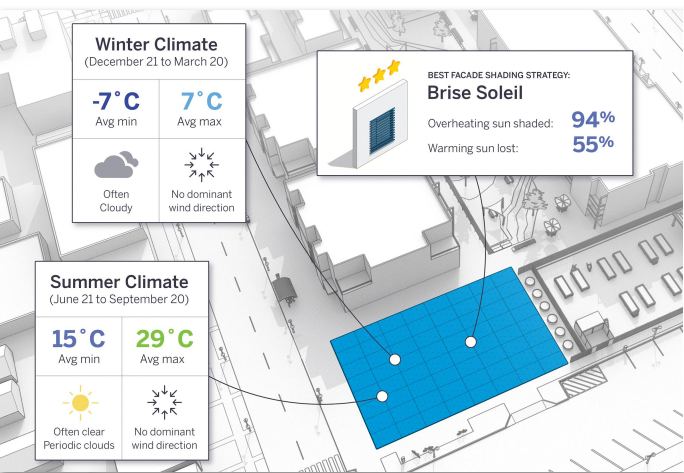 Winter Climate
(December 21 to March 20)
-7°C
Avg min
7°C
Avg max
Often
Cloudy
No dominant
wind direction
BEST FACADE SHADING STRATEGY:
Brise Soleil
Overheating sun shaded: 94%
Warming sun lost: 55%
Summer Climate
(June 21 to September 20)
15°C
Avg min
29°C
Avg max
Often clear
Periodic clouds
No dominant
wind direction